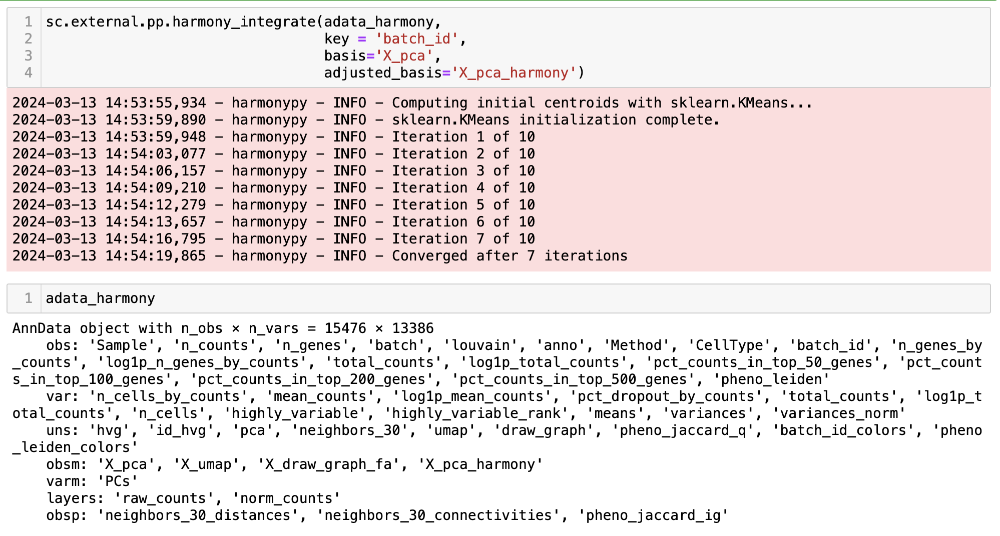 1 sc.external.pp.harmony_integrate(adata_harmony,
2 key = 'batch_id',
3 basis='X_pca',
4 adjusted_basis='X_pca_harmony')
2024-03-13 14:53:55,934 - harmonypy - INFO - Computing initial centroids with sklearn.KMeans...
2024-03-13 14:53:59,890 - harmonypy - INFO - sklearn.KMeans initialization complete.
2024-03-13 14:53:59,948 - harmonypy - INFO - Iteration 1 of 10
2024-03-13 14:54:03,077 - harmonypy - INFO - Iteration 2 of 10
2024-03-13 14:54:06,157 - harmonypy - INFO - Iteration 3 of 10
2024-03-13 14:54:09,210 - harmonypy - INFO - Iteration 4 of 10
2024-03-13 14:54:12,279 - harmonypy - INFO - Iteration 5 of 10
2024-03-13 14:54:13,657 - harmonypy - INFO - Iteration 6 of 10
2024-03-13 14:54:16,795 - harmonypy - INFO - Iteration 7 of 10
2024-03-13 14:54:19,865 - harmonypy - INFO - Converged after 7 iterations
1 adata_harmony
AnnData object with n_obs × n_vars = 15476 × 13386
obs: 'Sample', 'n_counts', 'n_genes', 'batch', 'louvain', 'anno', 'Method', 'CellType', 'batch_id', 'n_genes_by
_counts', 'log1p_n_genes_by_counts', 'total_counts', 'log1p_total_counts', 'pct_counts_in_top_50_genes', 'pct_count
s_in_top_100_genes', 'pct_counts_in_top_200_genes', 'pct_counts_in_top_500_genes', 'pheno_leiden'
var: 'n_cells_by_counts', 'mean_counts', 'log1p_mean_counts', 'pct_dropout_by_counts', 'total_counts', 'log1p_t
otal_counts', 'n_cells', 'highly_variable', 'highly_variable_rank', 'means', 'variances', 'variances_norm'
uns: 'hvg', 'id_hvg', 'pca', 'neighbors_30', 'umap', 'draw_graph', 'pheno_jaccard_q', 'batch_id_colors', 'pheno
_leiden_colors'
obsm: 'X_pca', 'X_umap', 'X_draw_graph_fa', 'X_pca_harmony'
varm: 'PCs'
layers: 'raw_counts', 'norm_counts'
obsp: 'neighbors_30_distances', 'neighbors_30_connectivities', 'pheno_jaccard_ig'